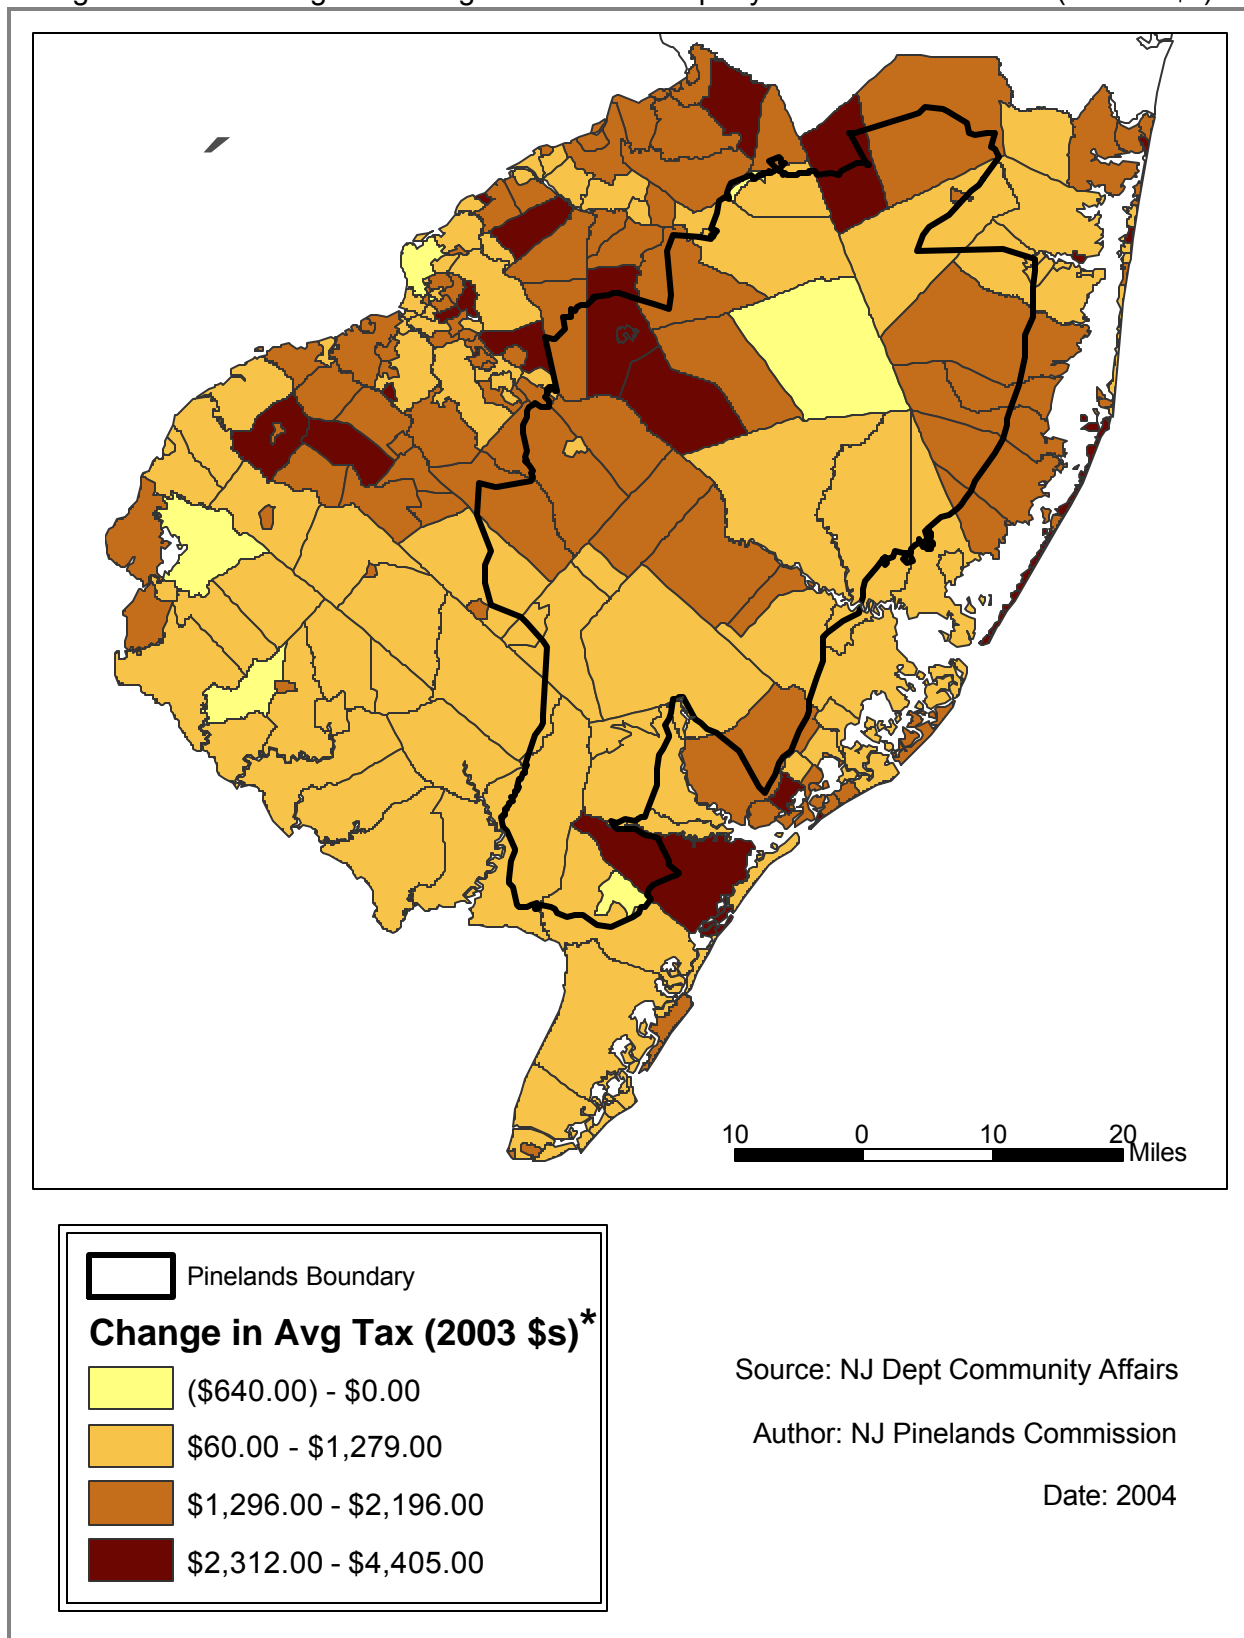 10 0 10 20
Miles
Pinelands Boundary
Change in Avg Tax (2003 $s)*
($640.00) - $0.00
$60.00 - $1,279.00
$1,296.00 - $2,196.00
$2,312.00 - $4,405.00
Source: NJ Dept Community Affairs
Author: NJ Pinelands Commission
Date: 2004